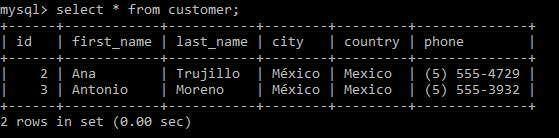 mysql> select * from customer;
+------+------------+-----------+--------+---------+--------------+
| id   | first_name | last_name | city   | country | phone        |
+------+------------+-----------+--------+---------+--------------+
|    2 | Ana        | Trujillo  | México | Mexico  | (5) 555-4729 |
|    3 | Antonio    | Moreno    | México | Mexico  | (5) 555-3932 |
+------+------------+-----------+--------+---------+--------------+
2 rows in set (0.00 sec)